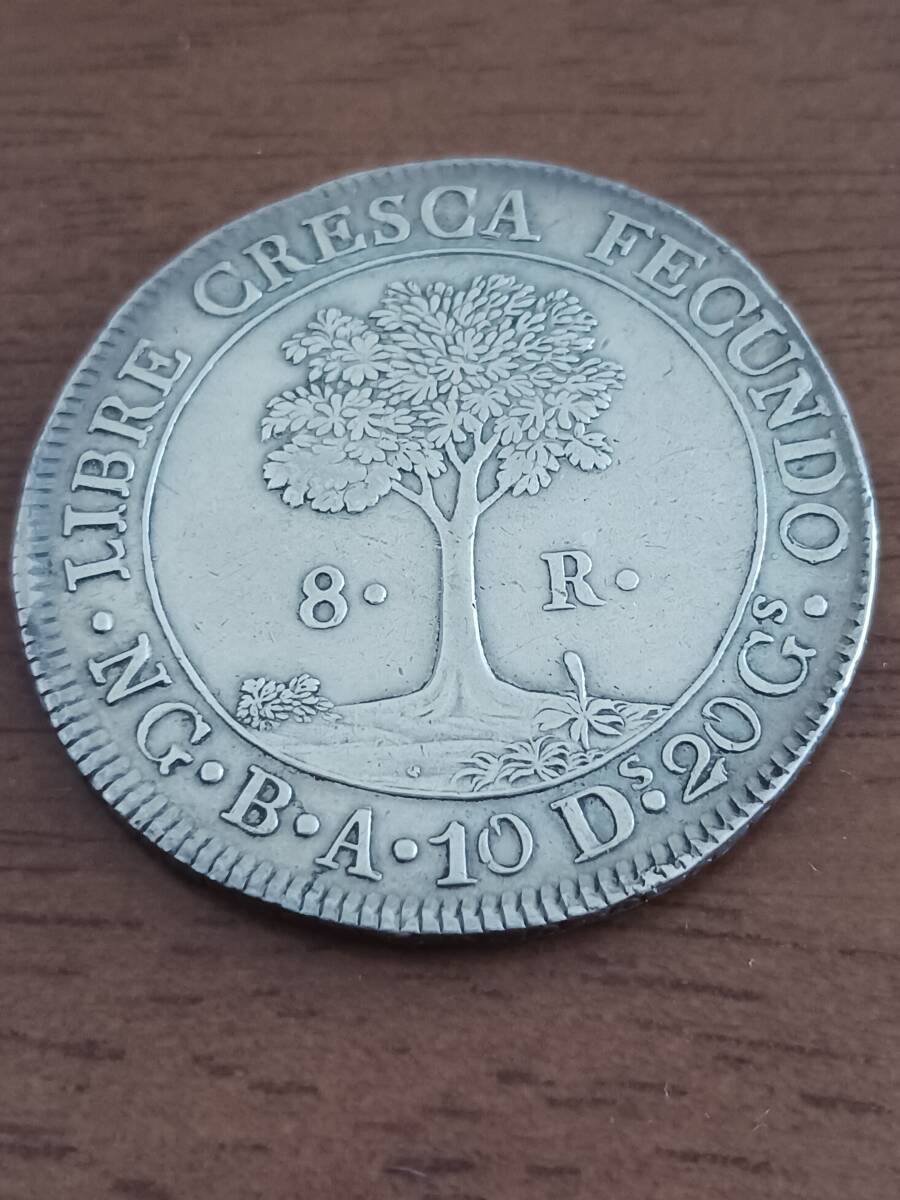 · LIBRE CRESCA FECUNDO ·
NG · B · A · 10 Dˢ · 20 Gˢ
8 · R ·